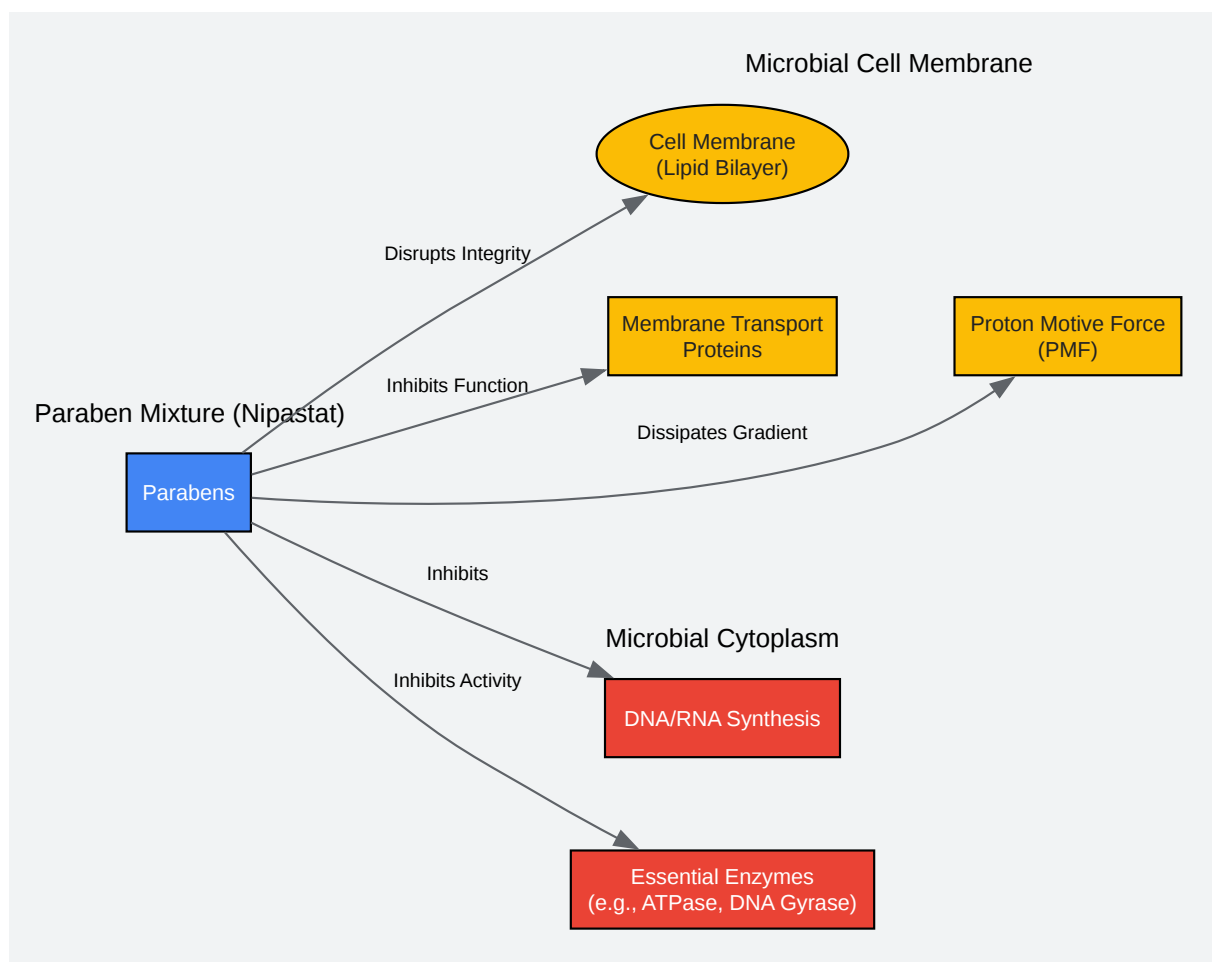 Microbial Cell Membrane
Cell Membrane
(Lipid Bilayer)
Disrupts Integrity
Membrane Transport
Proteins
Proton Motive Force
(PMF)
Inhibits Function
Paraben Mixture (Nipastat)
Dissipates Gradient
Parabens
Inhibits
Microbial Cytoplasm
Inhibits Activity
DNA/RNA Synthesis
Essential Enzymes
(e.g., ATPase, DNA Gyrase)